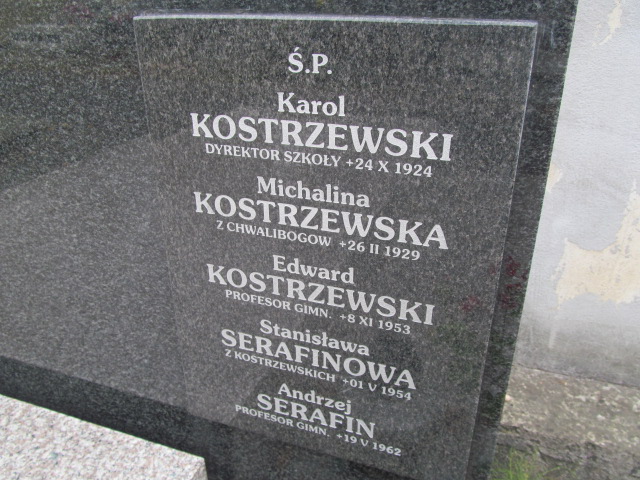 Ś.P.
Karol
KOSTRZEWSKI
DYREKTOR SZKOŁY +24 X 1924
Michalina
KOSTRZEWSKA
Z CHWALIBOGOW +26 II 1929
Edward
KOSTRZEWSKI
PROFESOR GIMN. +8 XI 1953
Stanisława
SERAFINOWA
Z KOSTRZEWSKICH +01 V 1954
Andrzej
SERAFIN
PROFESOR GIMN. +19 V 1962